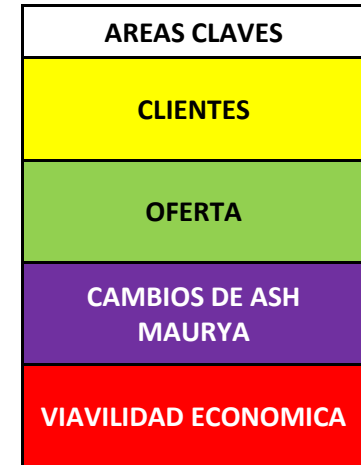 AREAS CLAVES
CLIENTES
OFERTA
CAMBIOS DE ASH
MAURYA
VIAVILIDAD ECONOMICA